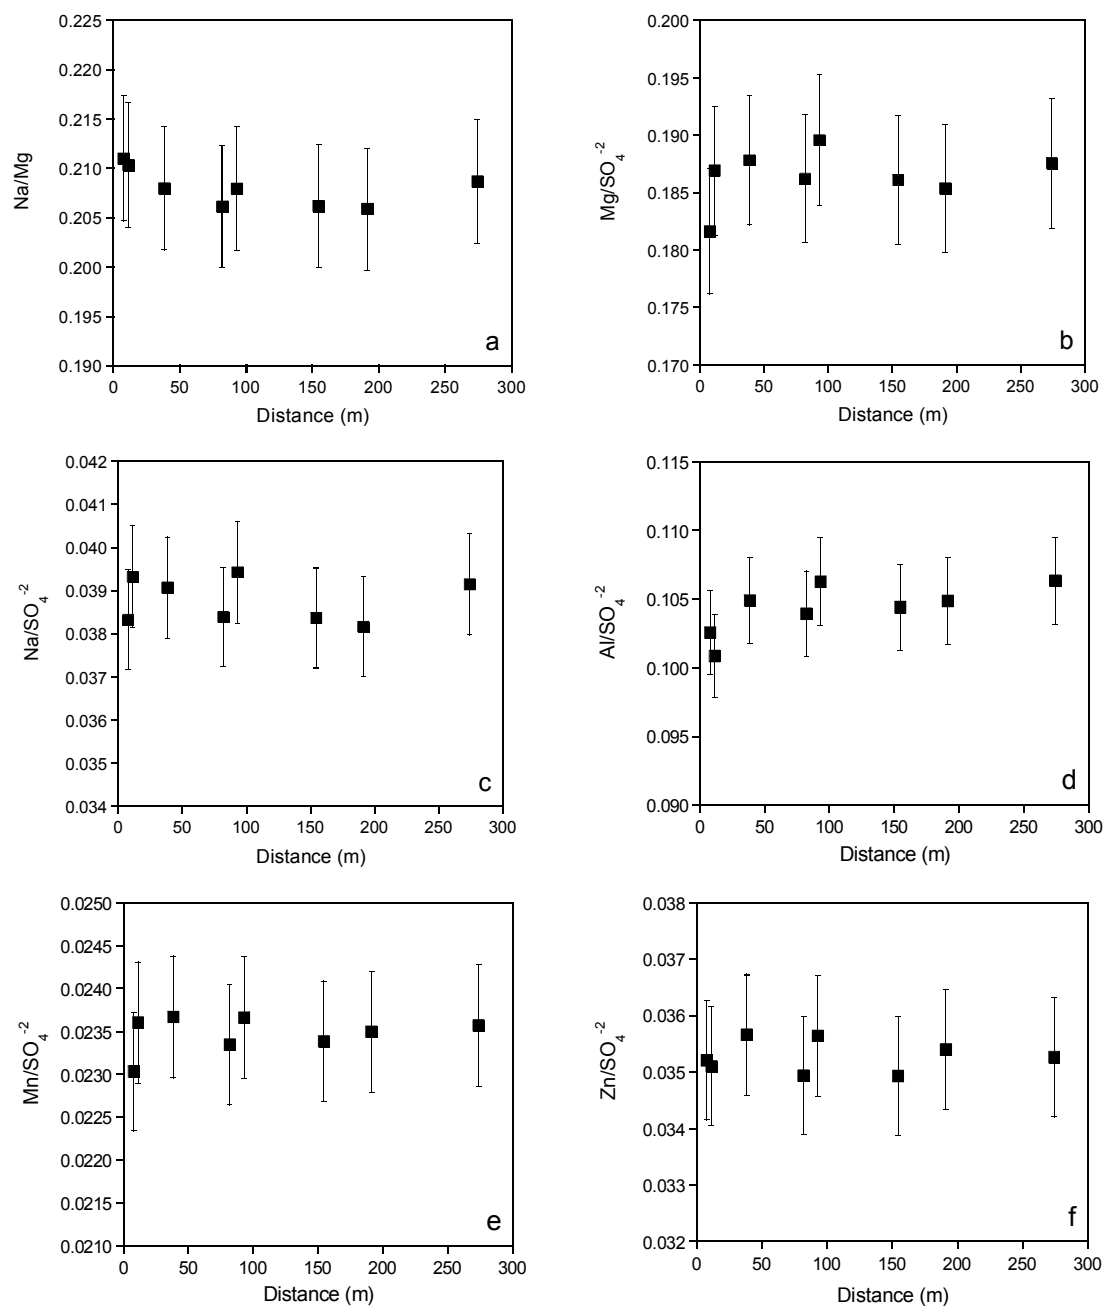 0.225
0.220
0.215
0.210
0.205
0.200
0.195
0.190
Na/Mg
0 50 100 150 200 250 300
Distance (m)
a
0.200
0.195
0.190
0.185
0.180
0.175
0.170
Mg/SO4-2
0 50 100 150 200 250 300
Distance (m)
b
0.042
0.041
0.040
0.039
0.038
0.037
0.036
0.035
0.034
Na/SO4-2
0 50 100 150 200 250 300
Distance (m)
c
0.115
0.110
0.105
0.100
0.095
0.090
Al/SO4-2
0 50 100 150 200 250 300
Distance (m)
d
0.0250
0.0245
0.0240
0.0235
0.0230
0.0225
0.0220
0.0215
0.0210
Mn/SO4-2
0 50 100 150 200 250 300
Distance (m)
e
0.038
0.037
0.036
0.035
0.034
0.033
0.032
Zn/SO4-2
0 50 100 150 200 250 300
Distance (m)
f